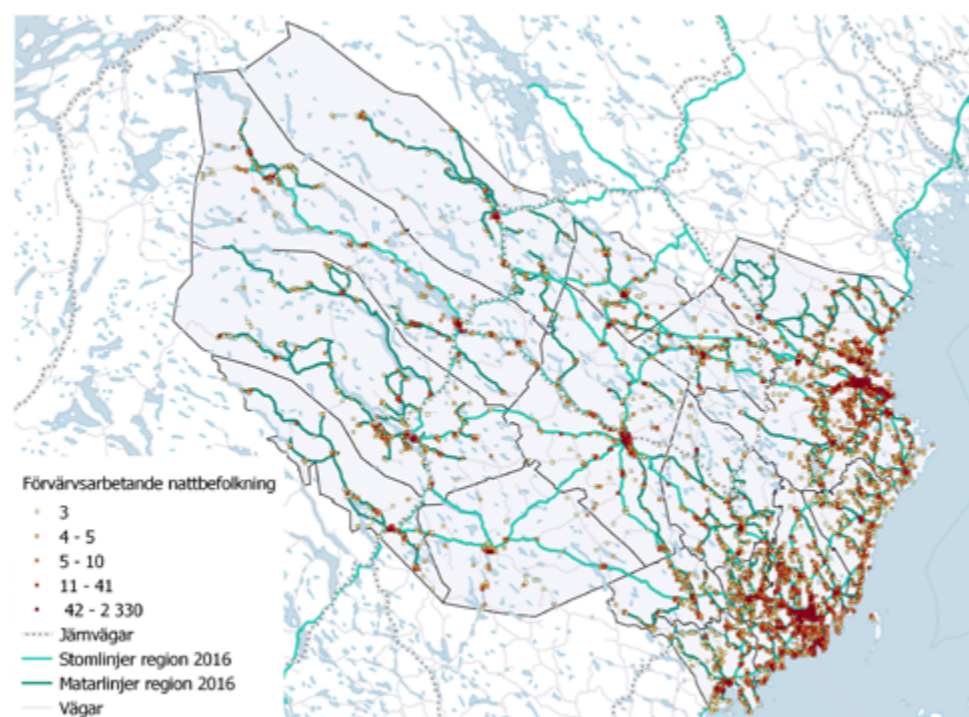 Förvärvsarbetande nattbefolkning
3
4 - 5
5 - 10
11 - 41
42 - 2 330
Järnvägar
Stomlinjer region 2016
Matarlinjer region 2016
Vägar